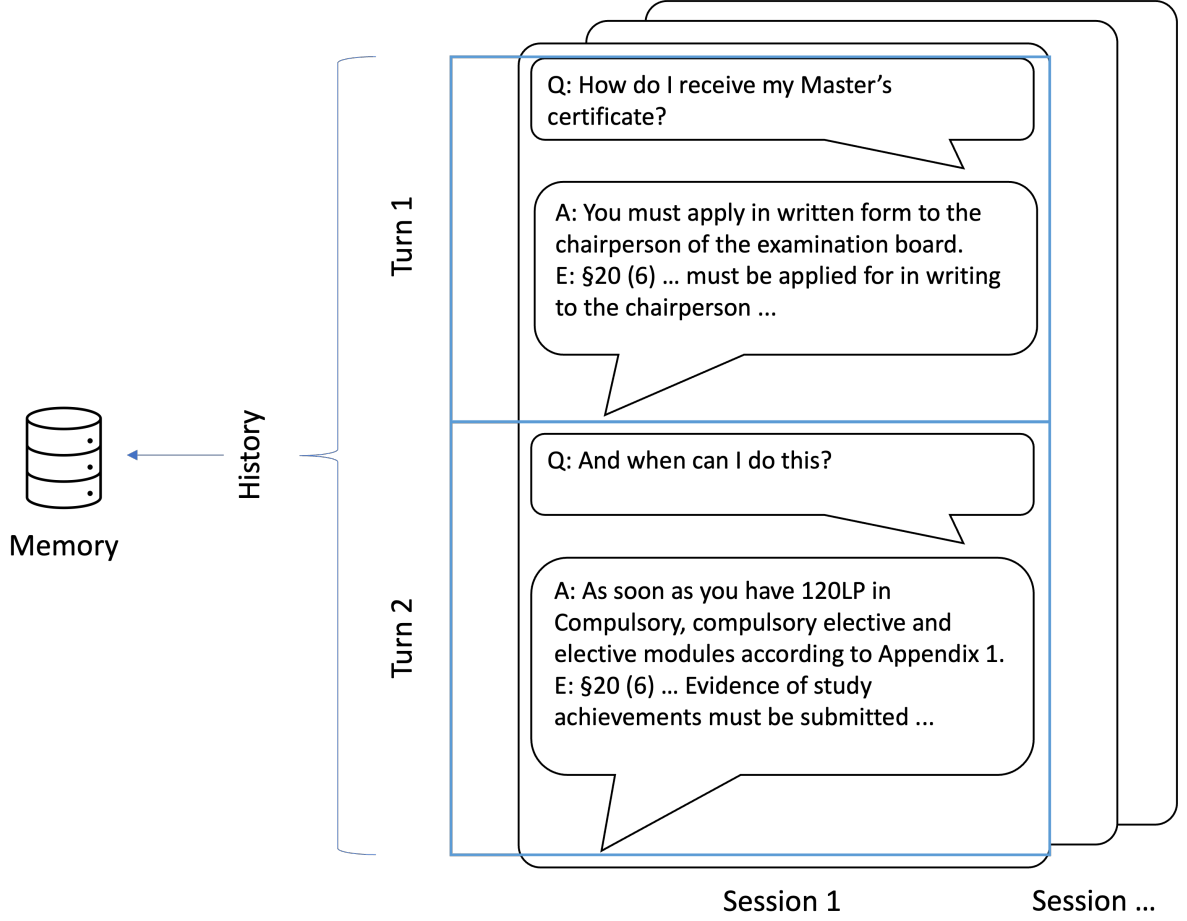 Q: How do I receive my Master’s
certificate?
A: You must apply in written form to the
chairperson of the examination board.
E: §20 (6) … must be applied for in writing
to the chairperson ...
Turn 1
Q: And when can I do this?
A: As soon as you have 120LP in
Compulsory, compulsory elective and
elective modules according to Appendix 1.
E: §20 (6) … Evidence of study
achievements must be submitted ...
Turn 2
History
Memory
Session 1
Session …